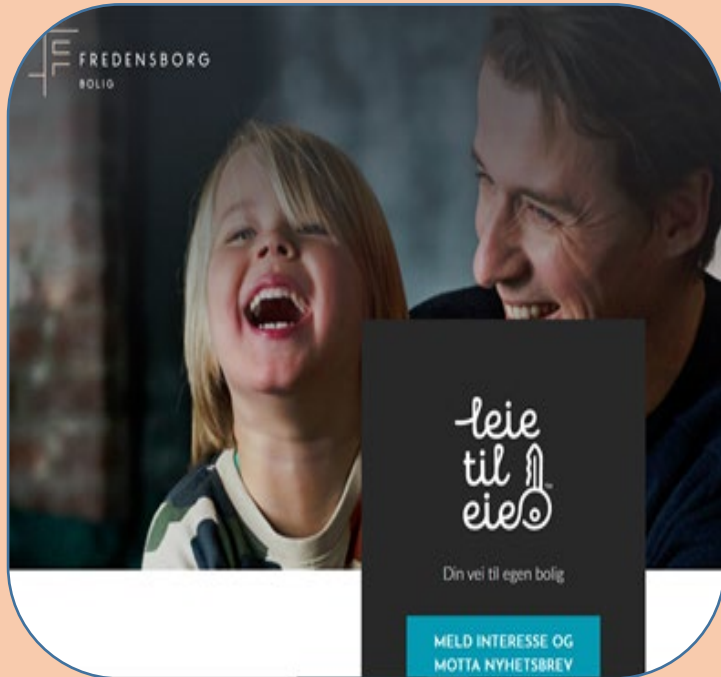 FREDENSBORG
BOLIG
leie
til
eie
Din vei til egen bolig
MELD INTERESSE OG
MOTTA NYHETSBREV